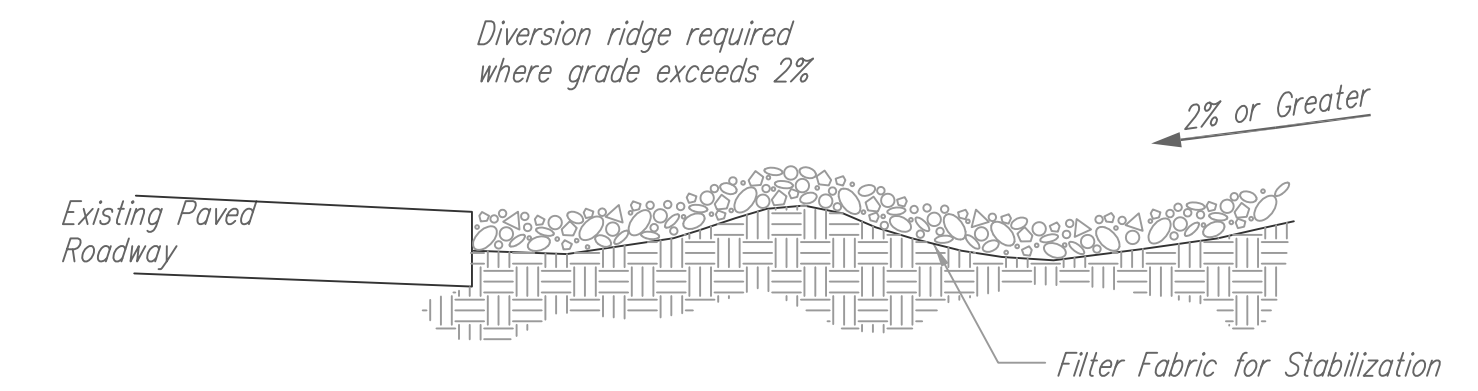 Diversion ridge required
where grade exceeds 2%
2% or Greater
Existing Paved
Roadway
Filter Fabric for Stabilization